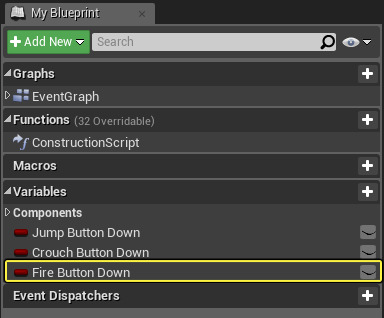 My Blueprint
Add New Search
Graphs
EventGraph
Functions (32 Overridable)
ConstructionScript
Macros
Variables
Components
Jump Button Down
Crouch Button Down
Fire Button Down
Event Dispatchers